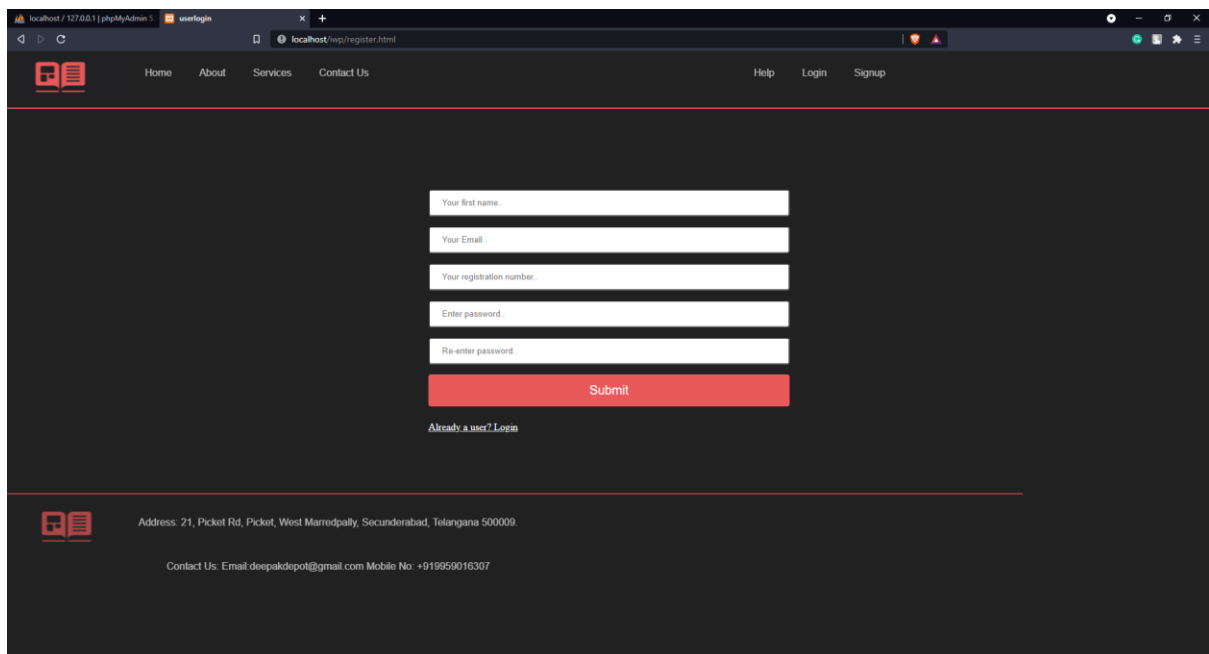 localhost / 127.0.0.1 | phpMyAdmin 5
userlogin
localhost/iwp/register.html
Home About Services Contact Us Help Login Signup
Your first name..
Your Email..
Your registration number..
Enter password..
Re-enter password..
Submit
Already a user? Login
Address: 21, Picket Rd, Picket, West Marredpally, Secunderabad, Telangana 500009.
Contact Us: Email:deepakdepot@gmail.com Mobile No: +919959016307